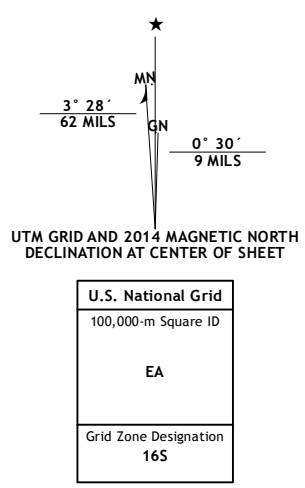 ★
MN
GN
3° 28´
62 MILS
0° 30´
9 MILS
UTM GRID AND 2014 MAGNETIC NORTH
DECLINATION AT CENTER OF SHEET
U.S. National Grid
100,000-m Square ID
EA
Grid Zone Designation
16S